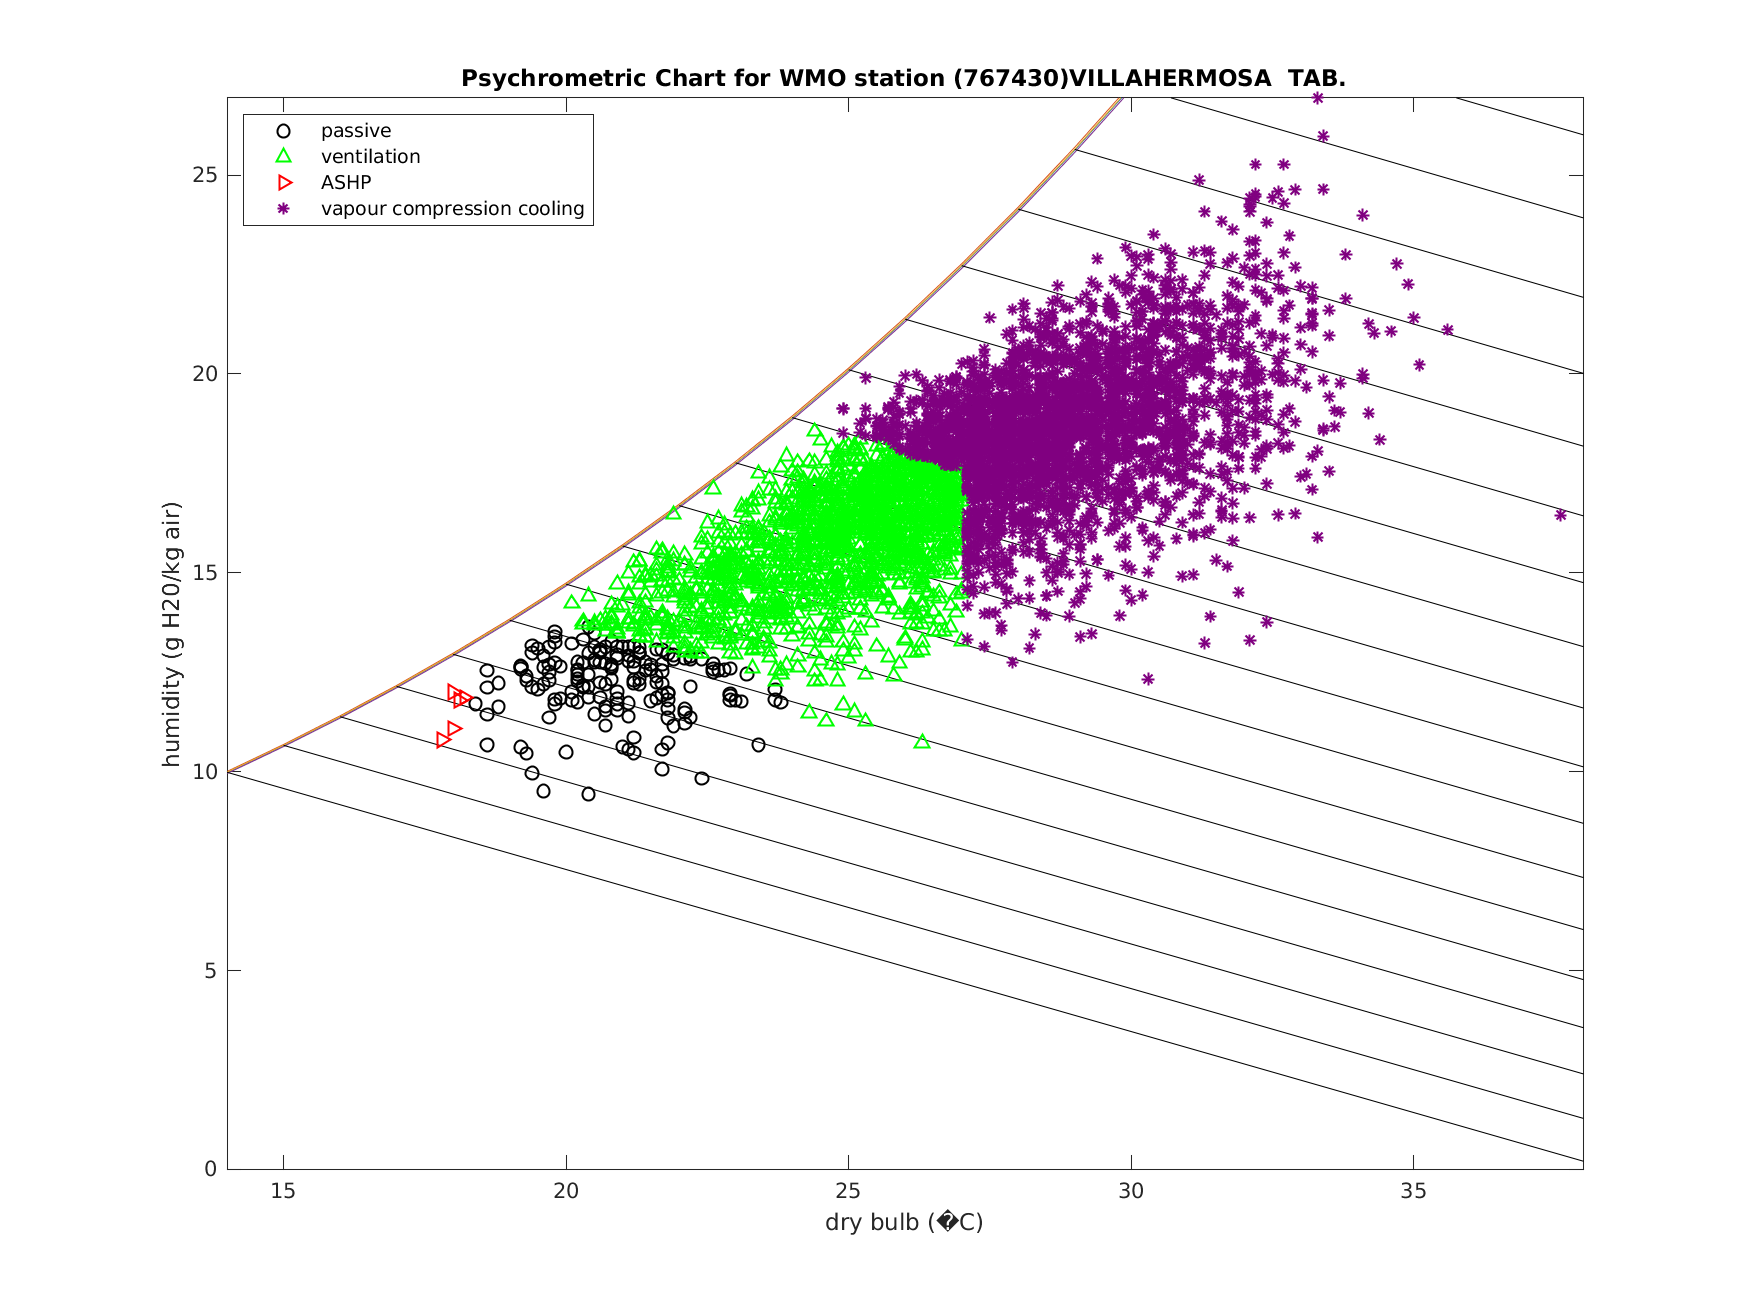 Psychrometric Chart for WMO station (767430)VILLAHERMOSA  TAB.
passive
ventilation
ASHP
vapour compression cooling
25
20
15
10
5
0
humidity (g H20/kg air)
15
20
25
30
35
dry bulb (�C)